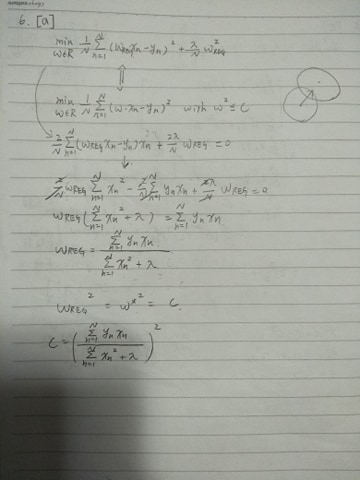 6. [a]
min w∈R 1/N Σ_{n=1}^{N} (w_REG x_n - y_n)² + λ/N w²_REG
⇕
min w∈R 1/N Σ_{n=1}^{N} (w·x_n - y_n)² with w² ≤ C
2/N Σ_{n=1}^{N} (w_REG x_n - y_n) x_n + 2λ/N w_REG = 0
↓
2/N w_REG Σ_{n=1}^{N} x_n² - 2/N Σ_{n=1}^{N} y_n x_n + 2λ/N w_REG = 0
w_REG (Σ_{n=1}^{N} x_n² + λ) = Σ_{n=1}^{N} y_n x_n
w_REG = Σ_{n=1}^{N} y_n x_n / Σ_{n=1}^{N} x_n² + λ
w_REG² = w*² = C.
C = (Σ_{n=1}^{N} y_n x_n / Σ_{n=1}^{N} x_n² + λ)²